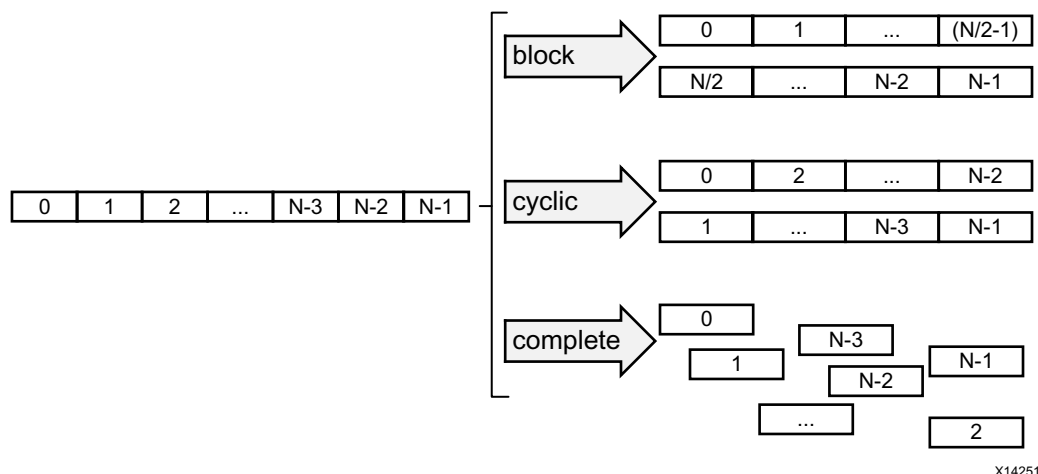 0 1 ... (N/2-1)
block
N/2 ... N-2 N-1
0 2 ... N-2
0 1 2 ... N-3 N-2 N-1
cyclic
1 ... N-3 N-1
0
complete
N-3
1
N-1
N-2
...
2
X14251